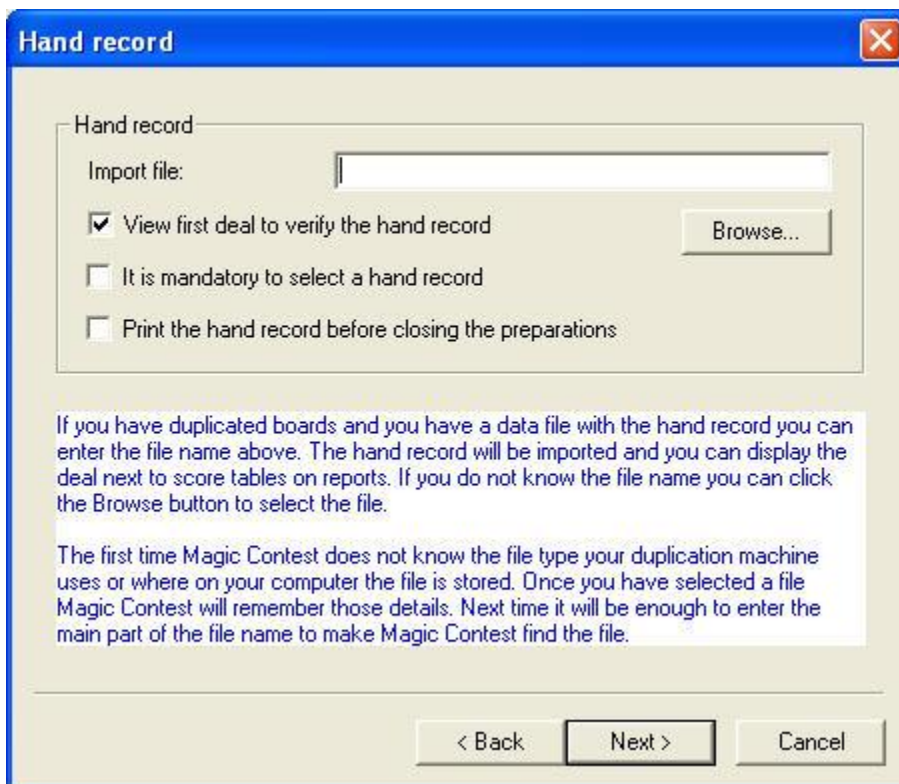 Hand record
Hand record
Import file:
View first deal to verify the hand record
Browse...
It is mandatory to select a hand record
Print the hand record before closing the preparations
If you have duplicated boards and you have a data file with the hand record you can
enter the file name above. The hand record will be imported and you can display the
deal next to score tables on reports. If you do not know the file name you can click
the Browse button to select the file.
The first time Magic Contest does not know the file type your duplication machine
uses or where on your computer the file is stored. Once you have selected a file
Magic Contest will remember those details. Next time it will be enough to enter the
main part of the file name to make Magic Contest find the file.
< Back
Next >
Cancel